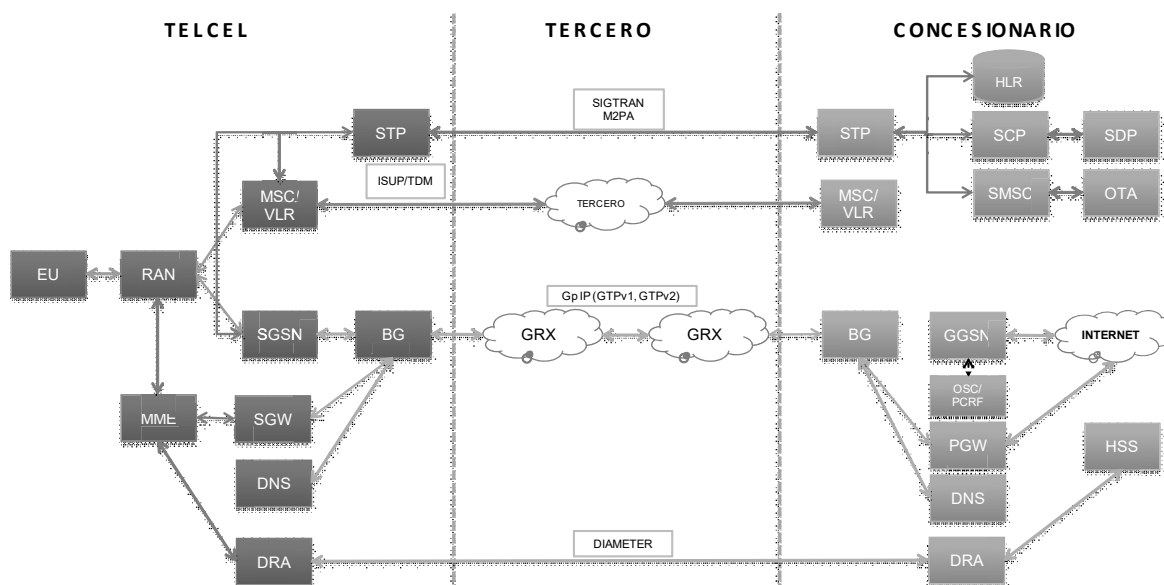 TELCEL
TERCERO
CONCESIONARIO
HLR
SIGTRAN
M2PA
STP
STP
SCP
SDP
ISUP/TDM
MSC/
VLR
TERCERO
MSC/
VLR
SMSC
OTA
EU
RAN
Gp IP (GTPv1, GTPv2)
SGSN
BG
GRX
GRX
BG
GGSN
INTERNET
OSC/
PCRF
MME
SGW
PGW
HSS
DNS
DNS
DRA
DIAMETER
DRA